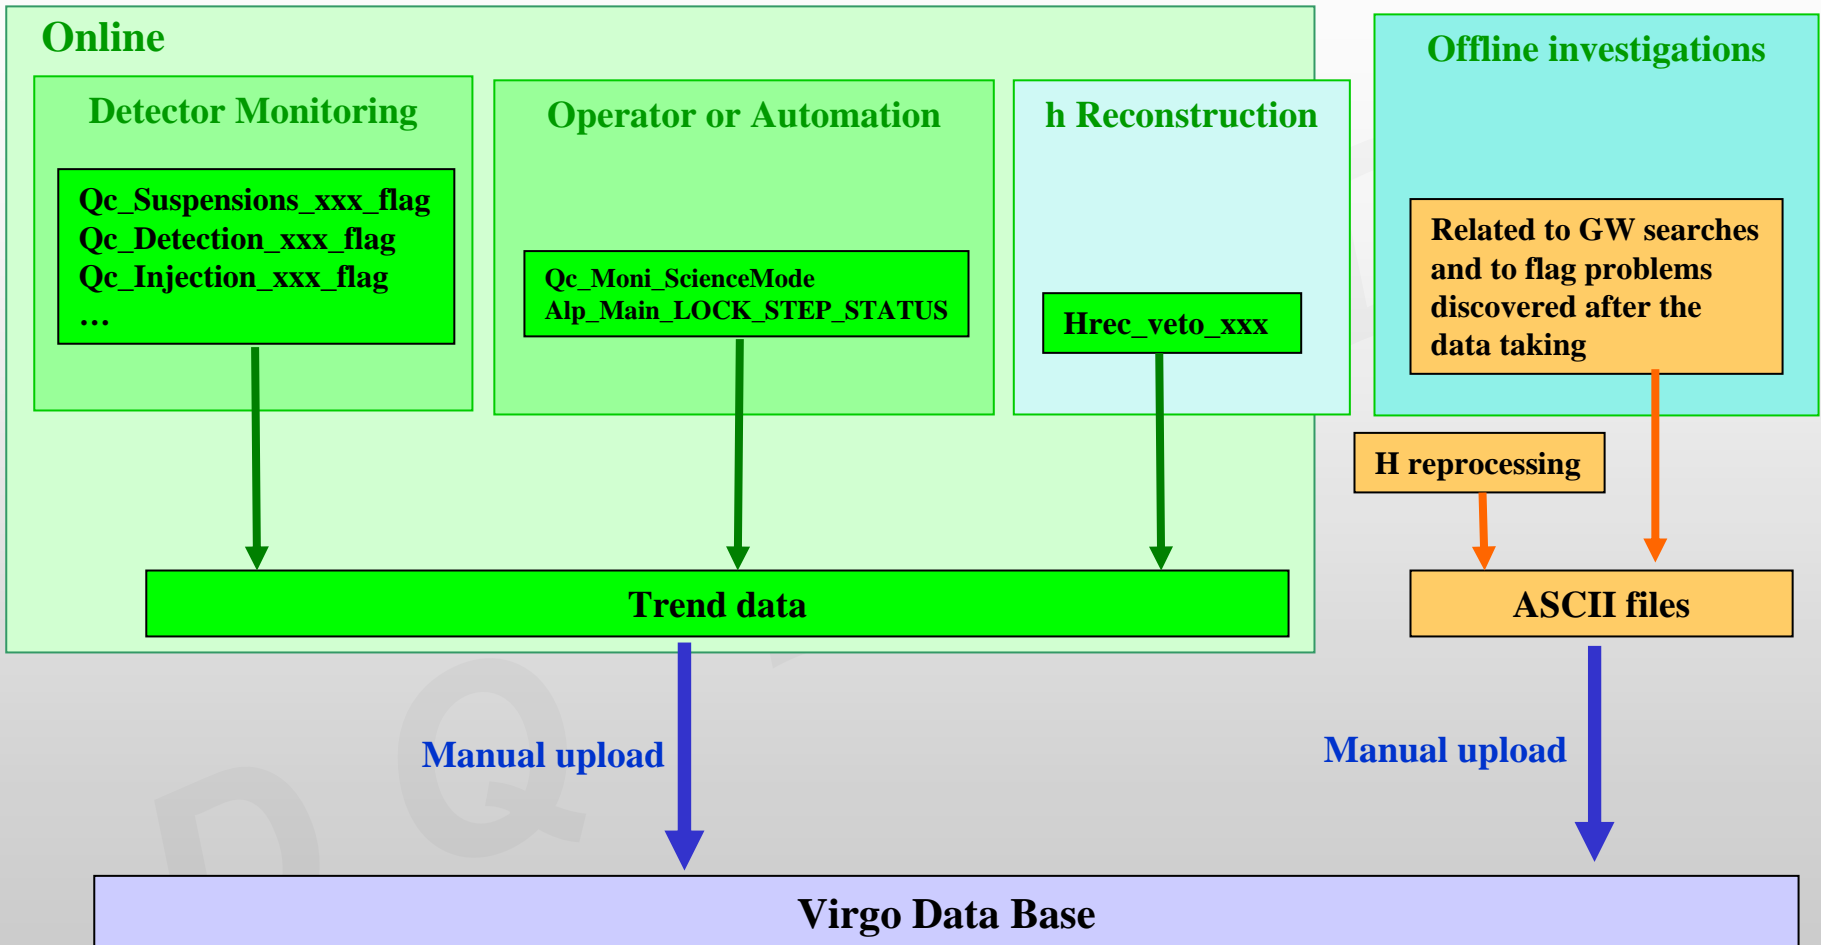 Online
Detector Monitoring
Qc_Suspensions_xxx_flag
Qc_Detection_xxx_flag
Qc_Injection_xxx_flag
…
Operator or Automation
Qc_Moni_ScienceMode
Alp_Main_LOCK_STEP_STATUS
h Reconstruction
Hrec_veto_xxx
Offline investigations
Related to GW searches
and to flag problems
discovered after the
data taking
H reprocessing
Trend data
ASCII files
Manual upload
Manual upload
Virgo Data Base
D Q